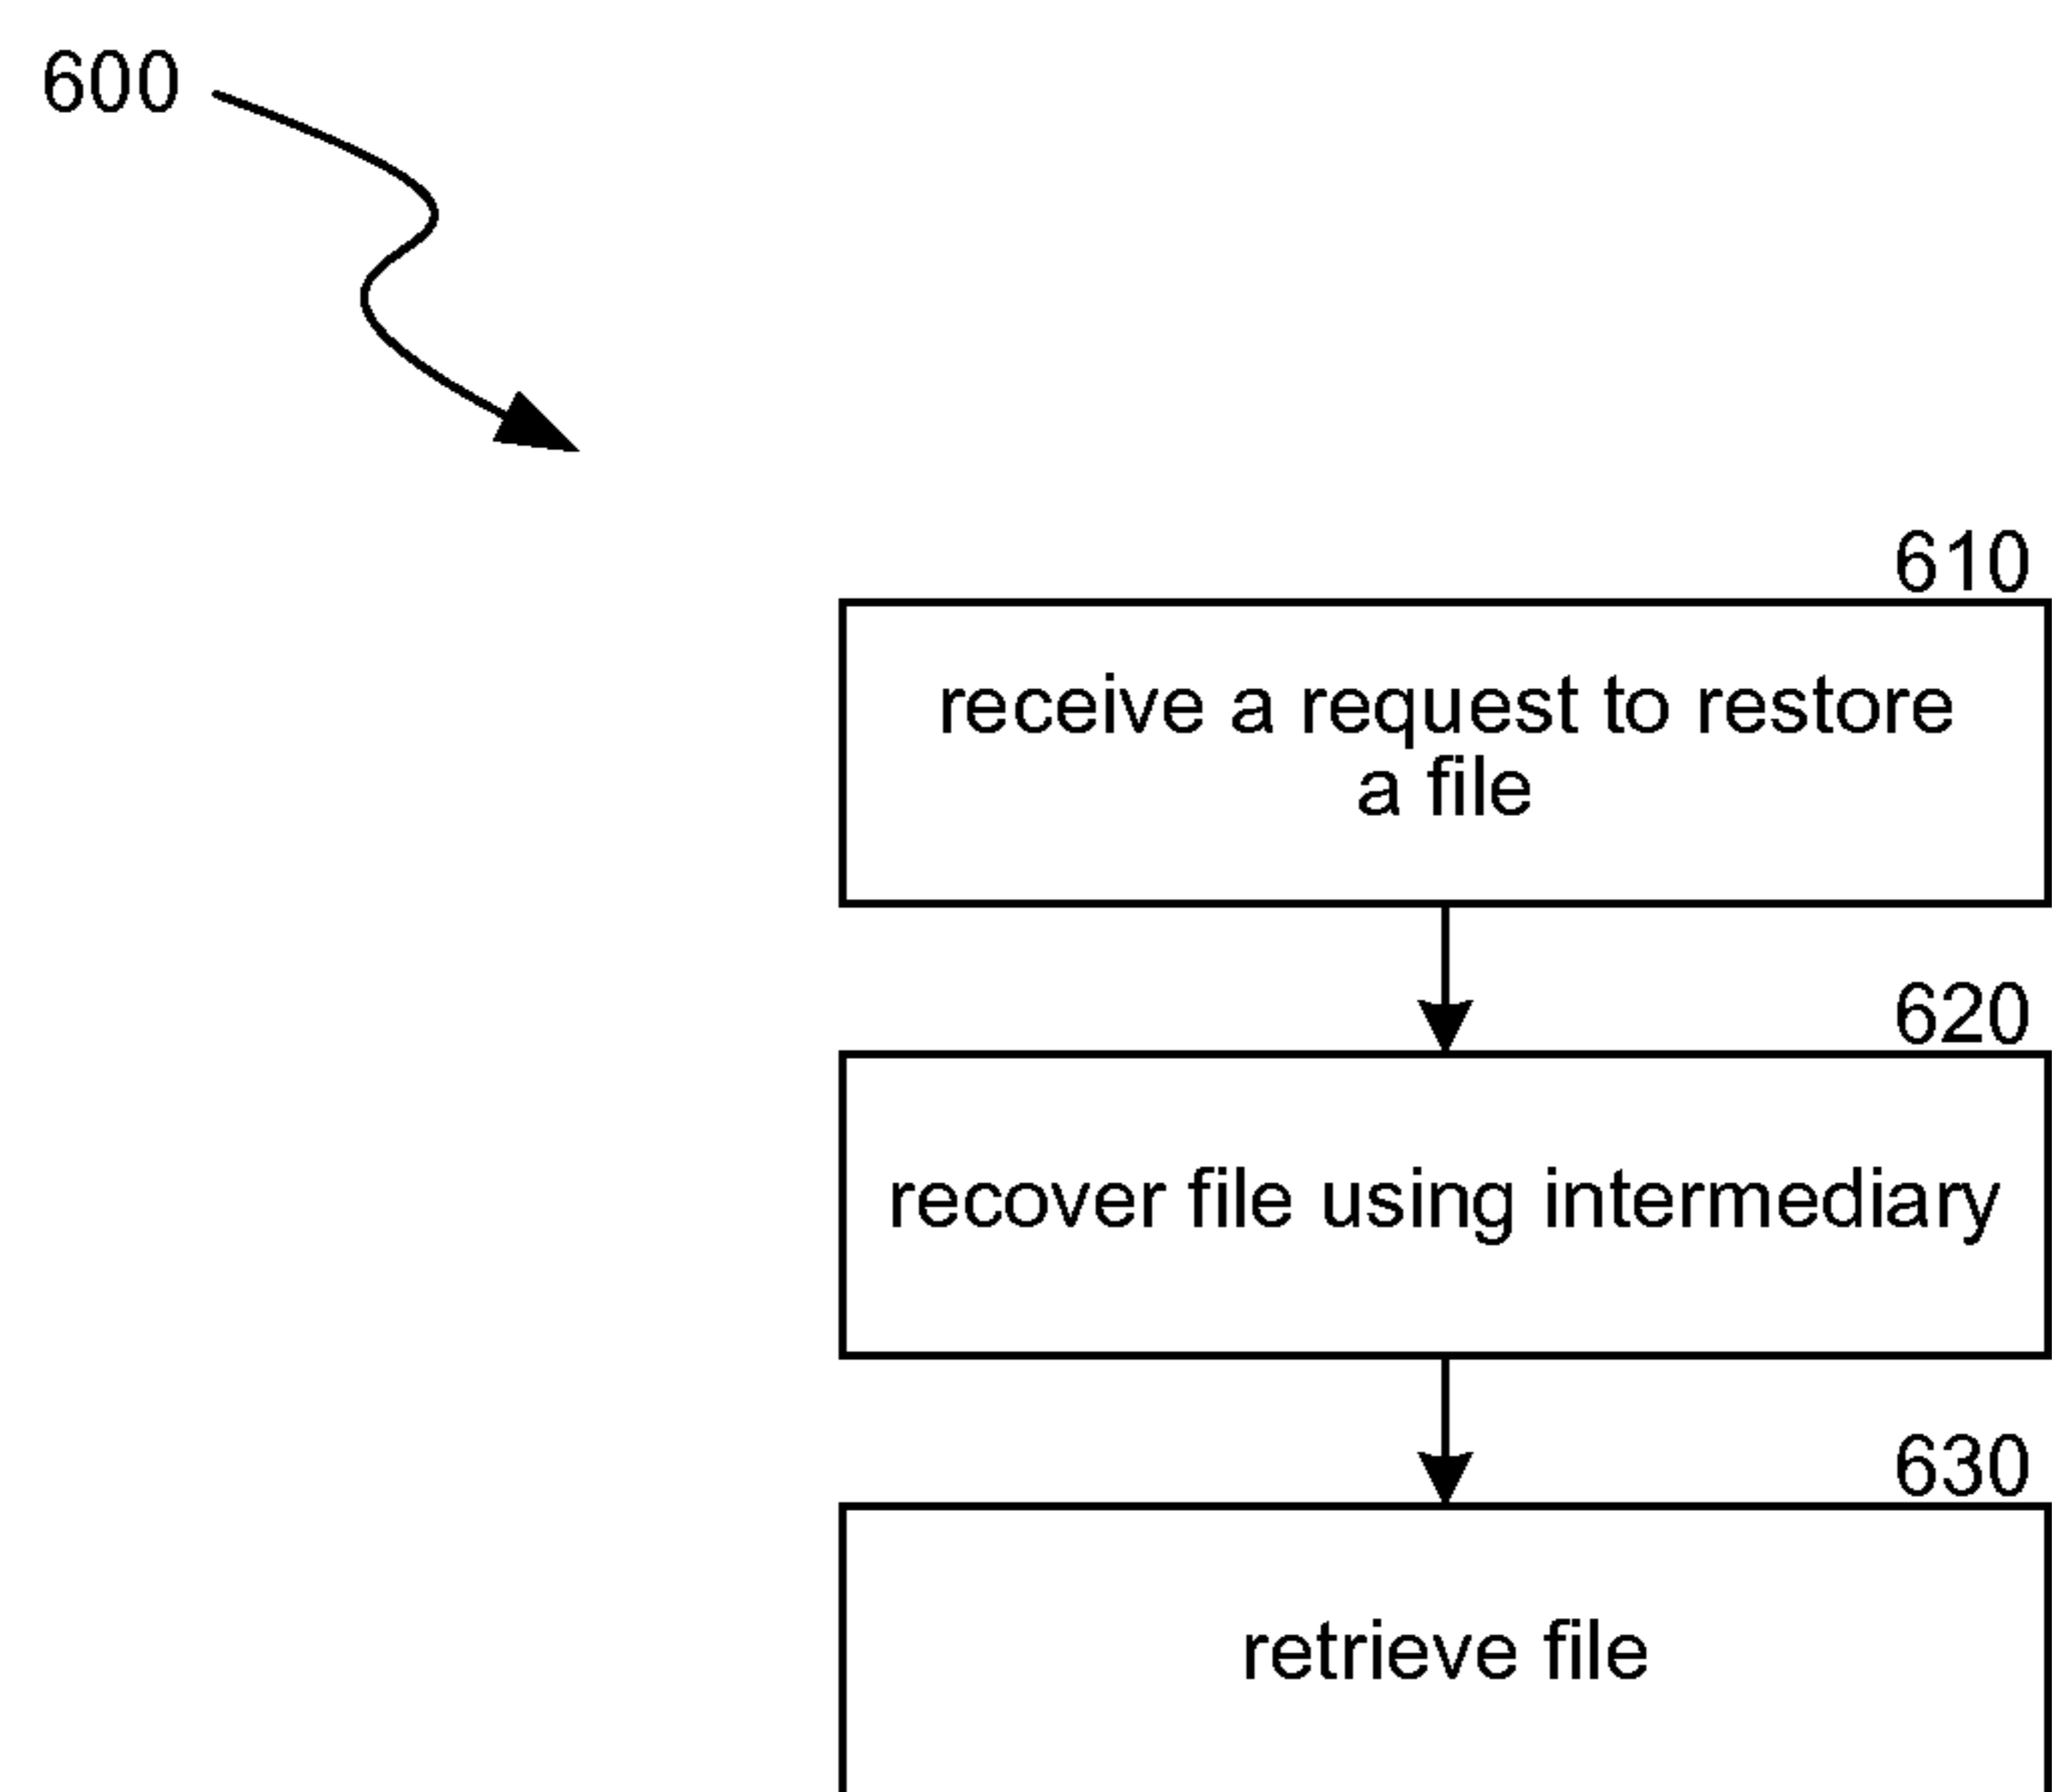 600
610
receive a request to restore
a file
620
recover file using intermediary
630
retrieve file